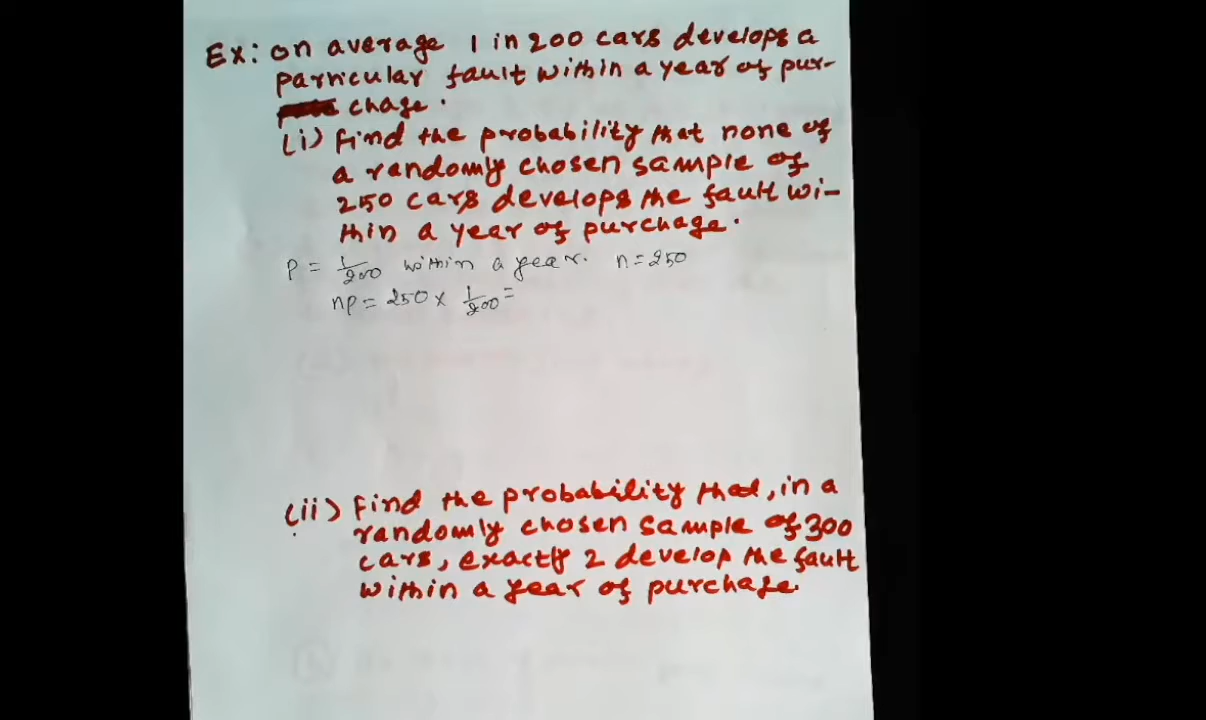 Ex: on average 1 in 200 cars develops a
particular fault within a year of pur-
chase.
(i) Find the probability that none of
a randomly chosen sample of
250 cars develops the fault wi-
thin a year of purchase.
P = 1/200 within a year. n = 250
np = 250 x 1/200 =
(ii) Find the probability that, in a
randomly chosen sample of 300
cars, exactly 2 develop the fault
within a year of purchase.